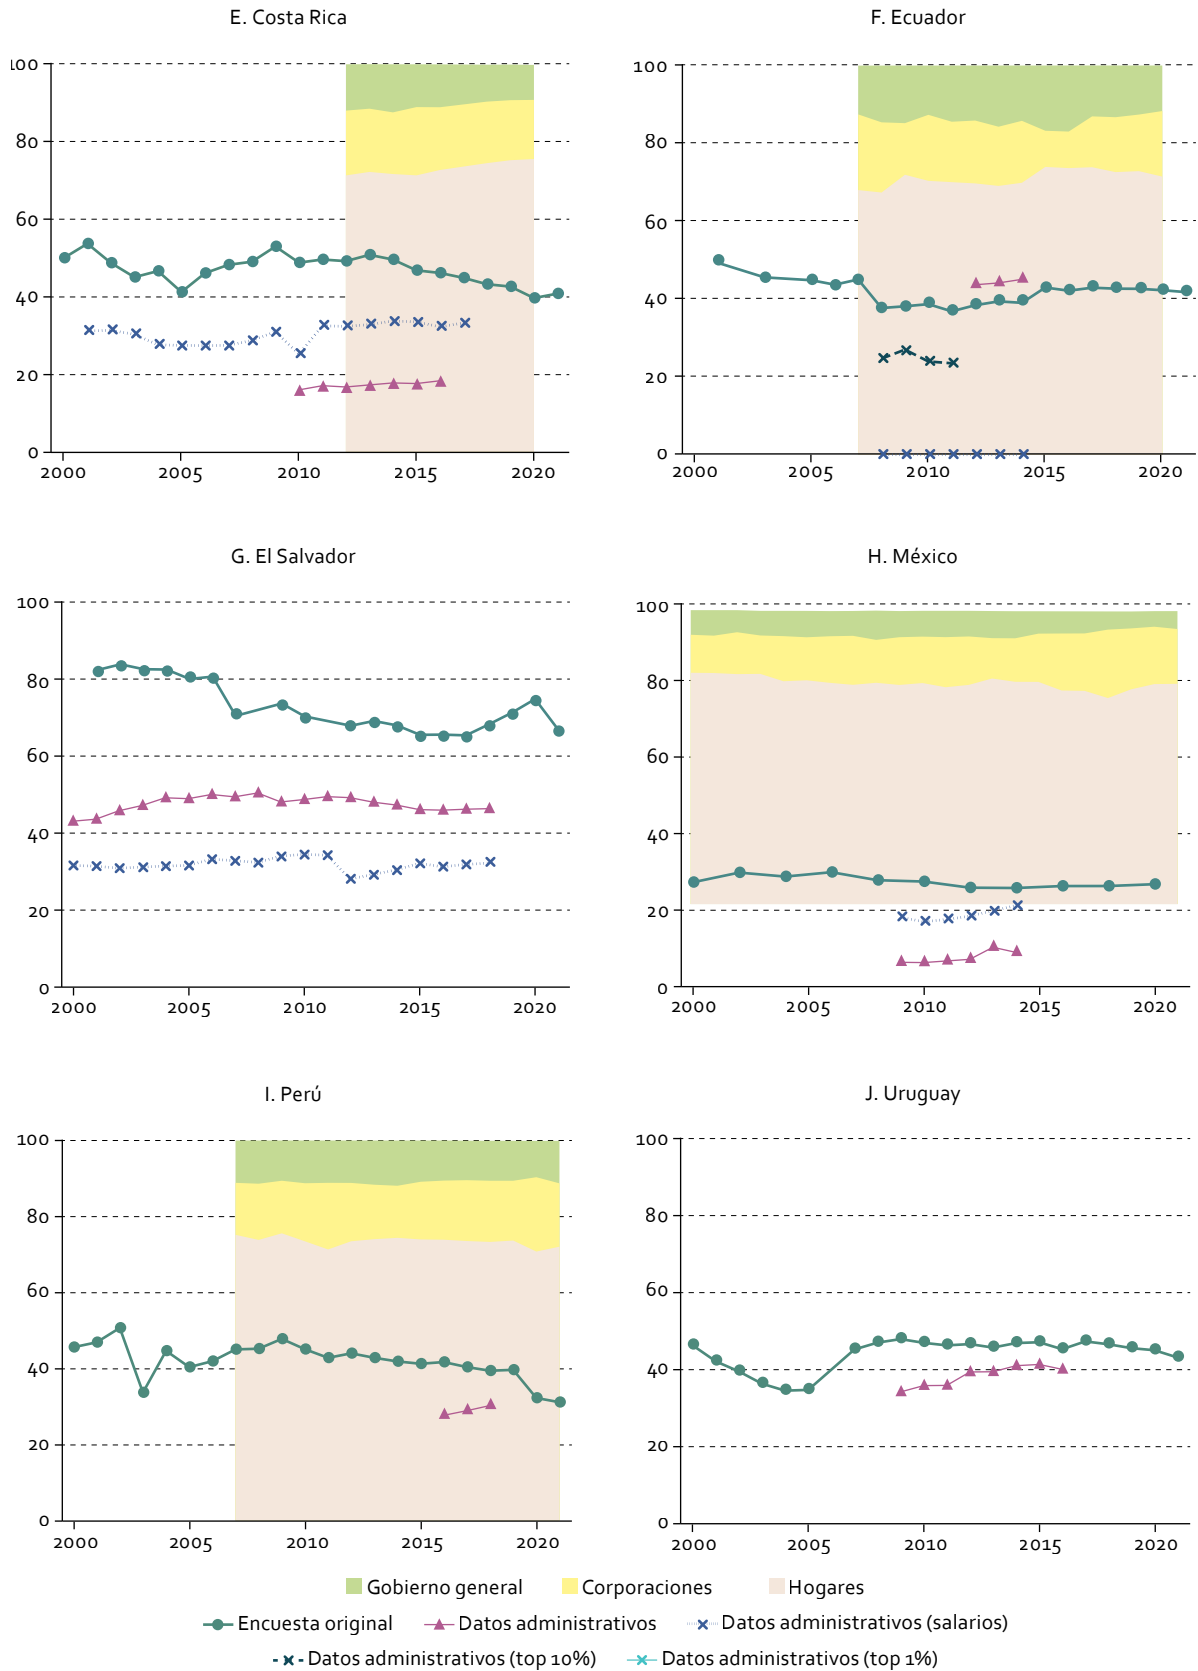 E. Costa Rica
100
80
60
40
20
0
2000 2005 2010 2015 2020
F. Ecuador
100
80
60
40
20
0
2000 2005 2010 2015 2020
G. El Salvador
100
80
60
40
20
0
2000 2005 2010 2015 2020
H. México
100
80
60
40
20
0
2000 2005 2010 2015 2020
I. Perú
100
80
60
40
20
0
2000 2005 2010 2015 2020
J. Uruguay
100
80
60
40
20
0
2000 2005 2010 2015 2020
Gobierno general Corporaciones Hogares
Encuesta original Datos administrativos Datos administrativos (salarios)
Datos administrativos (top 10%) Datos administrativos (top 1%)